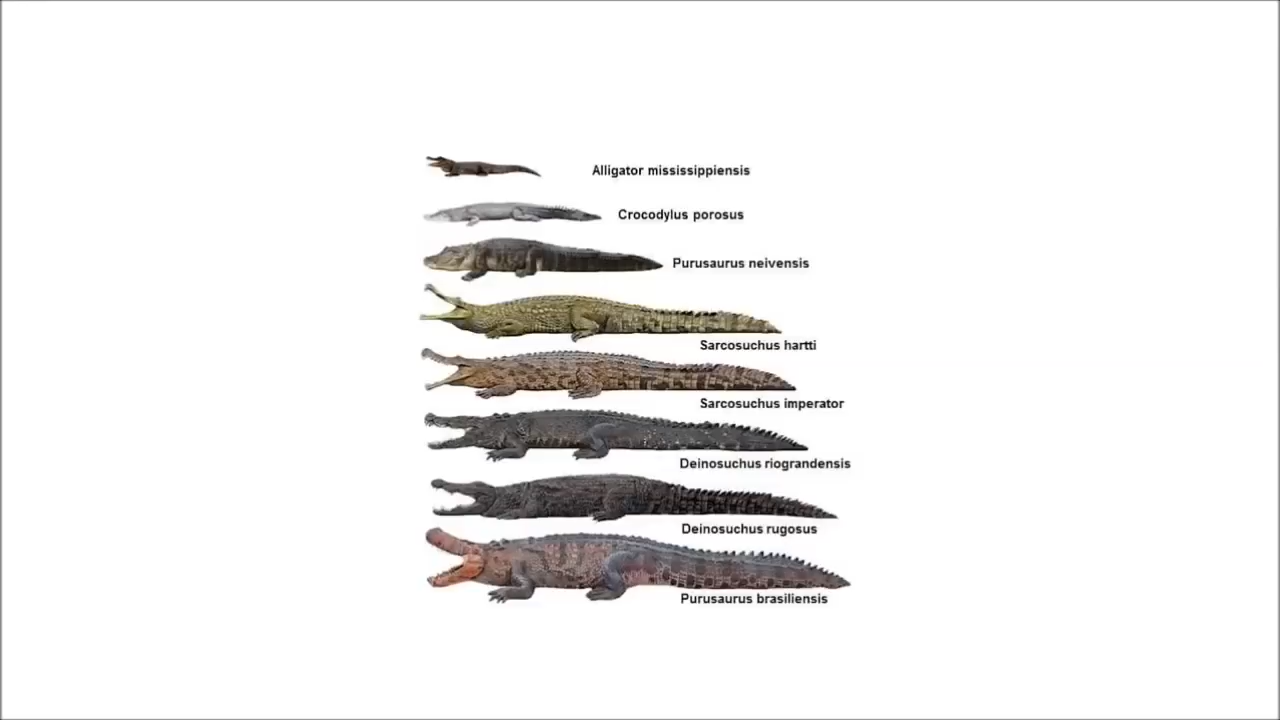 Alligator mississippiensis
Crocodylus porosus
Purusaurus neivensis
Sarcosuchus hartti
Sarcosuchus imperator
Deinosuchus riograndensis
Deinosuchus rugosus
Purusaurus brasiliensis